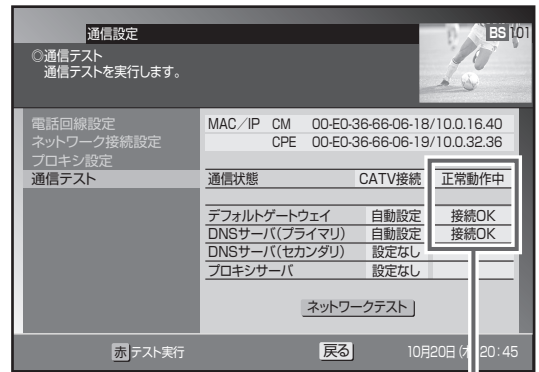 通信設定
BS 101
◎通信テスト
通信テストを実行します。
電話回線設定
ネットワーク接続設定
プロキシ設定
通信テスト
MAC／IP CM 00-E0-36-66-06-18/10.0.16.40
CPE 00-E0-36-66-06-19/10.0.32.36
通信状態 CATV接続 正常動作中
デフォルトゲートウェイ 自動設定 接続OK
DNSサーバ(プライマリ) 自動設定 接続OK
DNSサーバ(セカンダリ) 設定なし
プロキシサーバ 設定なし
ネットワークテスト
赤 テスト実行 戻る 10月20日(木)20:45